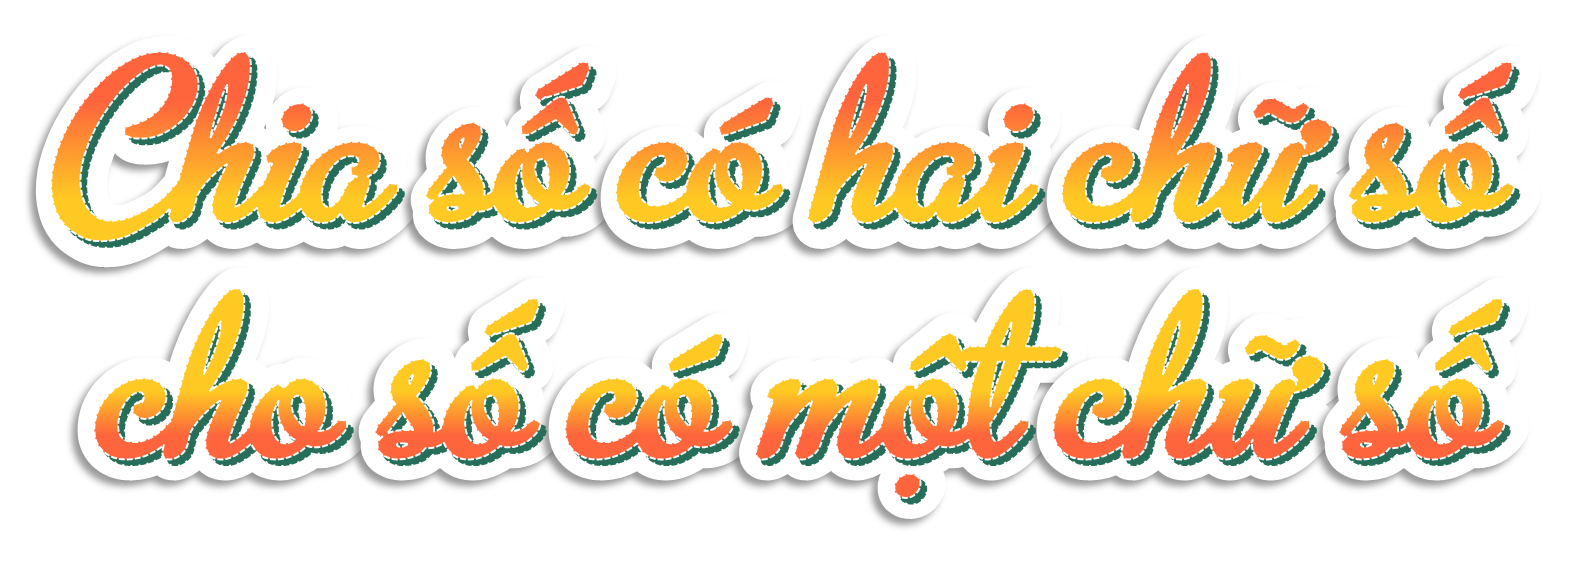 Chia số có hai chữ số
cho số có một chữ số